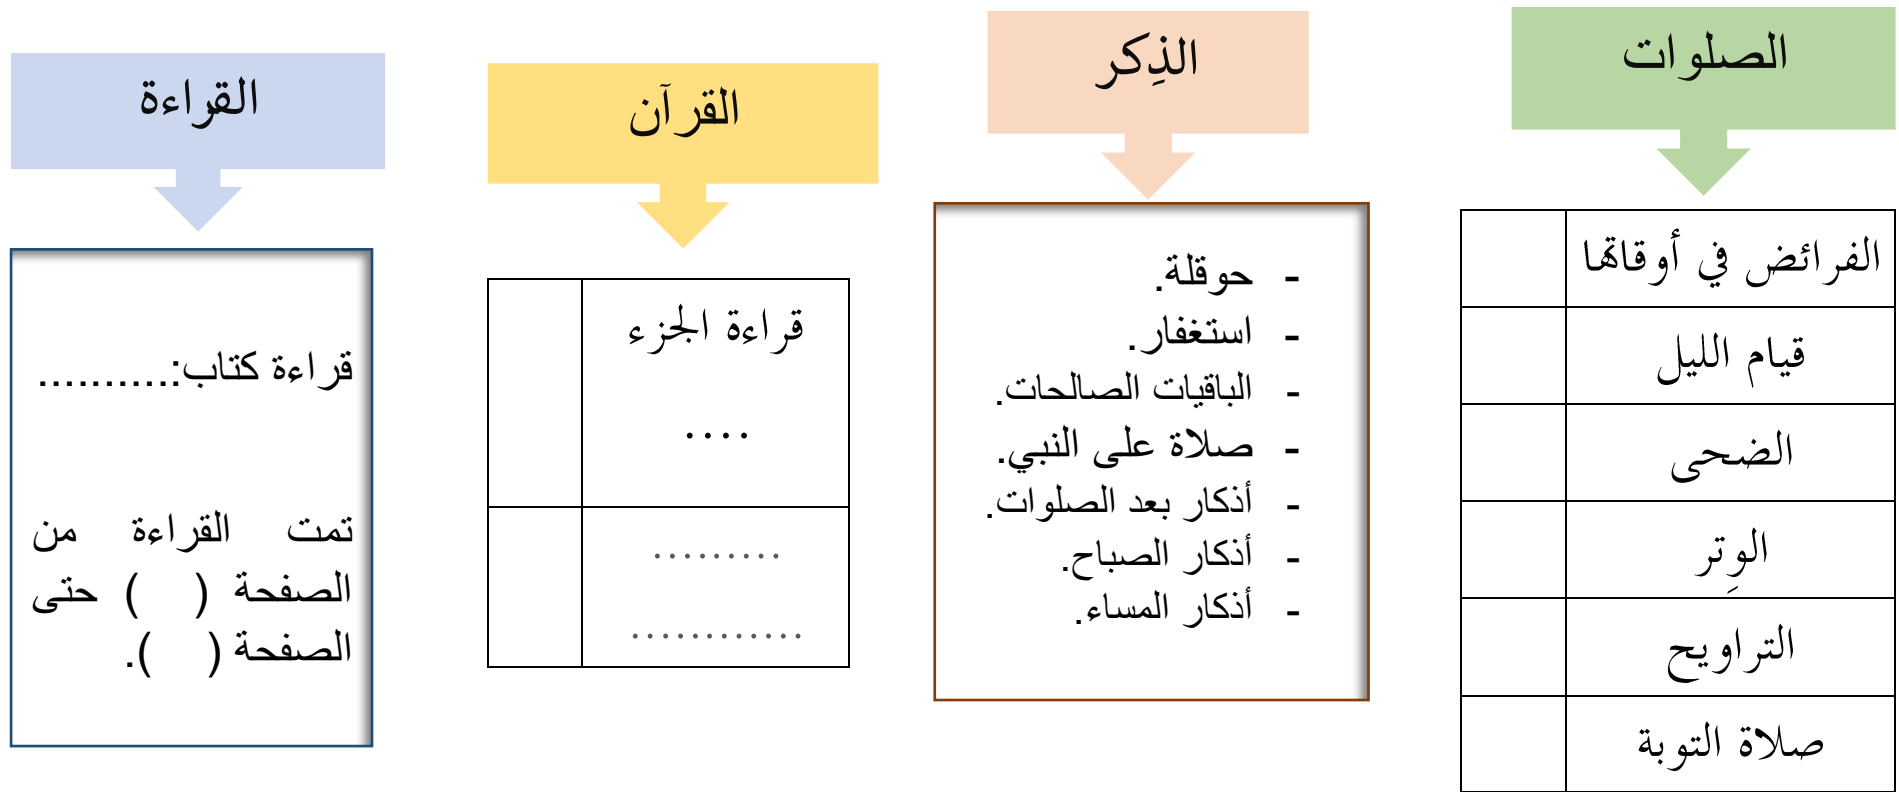 الصلوات
الفرائض في أوقاتها
قيام الليل
الضحى
الوِتر
التراويح
صلاة التوبة
الذِكر
- حوقلة.
- استغفار.
- الباقيات الصالحات.
- صلاة على النبي.
- أذكار بعد الصلوات.
- أذكار الصباح.
- أذكار المساء.
القرآن
قراءة الجزء
....
.........
............
القراءة
قراءة كتاب:...........
تمت القراءة من
الصفحة (   ) حتى
الصفحة (   ).